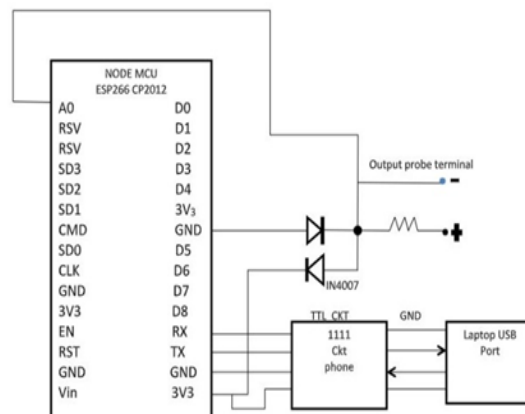 NODE MCU
ESP266 CP2012
A0 D0
RSV D1
RSV D2
SD3 D3
SD2 D4
SD1 3V3
CMD GND
SD0 D5
CLK D6
GND D7
3V3 D8
EN RX
RST TX
GND GND
Vin 3V3
Output probe terminal
-
+
IN4007
TTL CKT
1111
Ckt
phone
GND
Laptop USB
Port